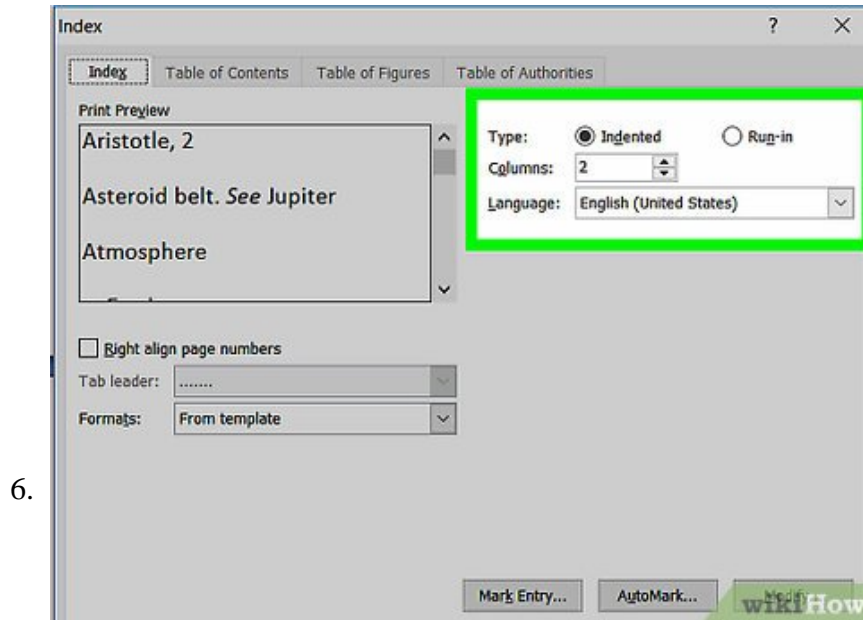 Index ?
Index Table of Contents Table of Figures Table of Authorities
Print Preview
Aristotle, 2
Asteroid belt. See Jupiter
Atmosphere
Type: Indented Run-in
Columns: 2
Language: English (United States)
Right align page numbers
Tab leader: .......
Formats: From template
6.
Mark Entry... AutoMark...
wikiHow